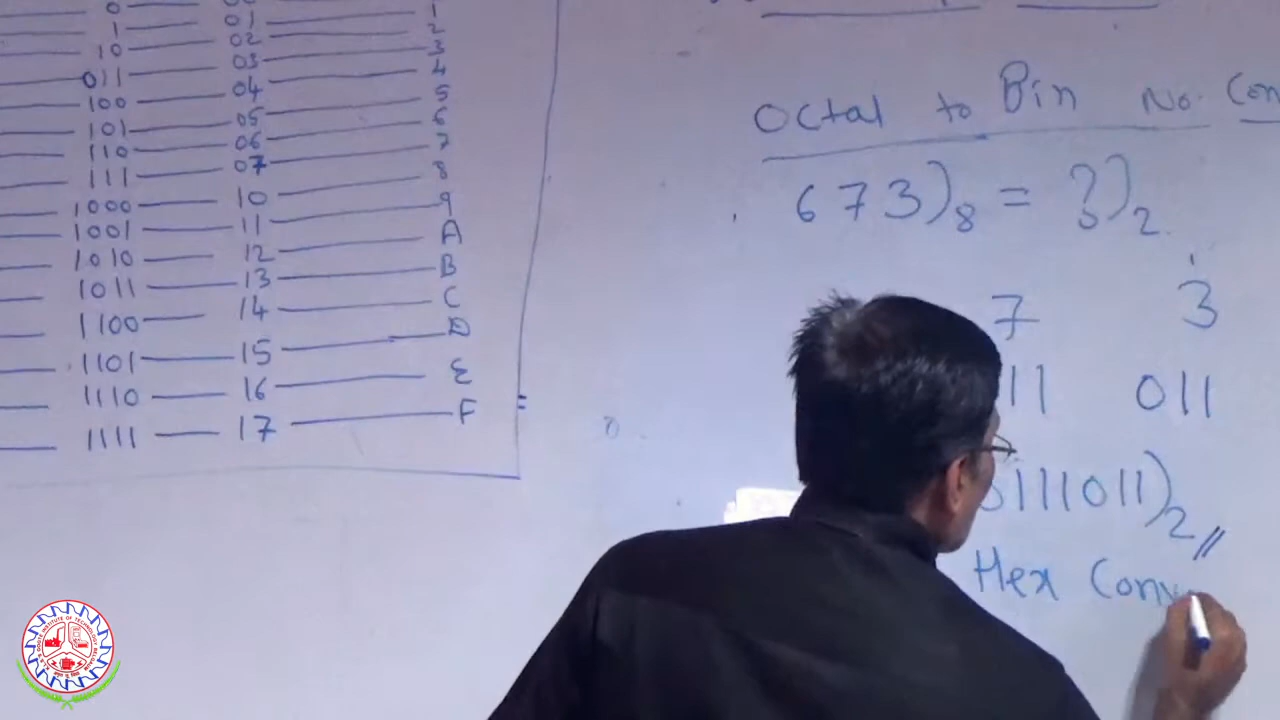 0 1
1 01 2
10 02 3
011 03 4
100 04 5
101 05 6
110 06 7
111 07 8
1000 10 9
1001 11 A
1010 12 B
1011 13 C
1100 14 D
1101 15 E
1110 16 F
1111 17
Octal to Bin No. Con
673)8 = ?)2
7 3
11 011
111011)2
Hex Conv